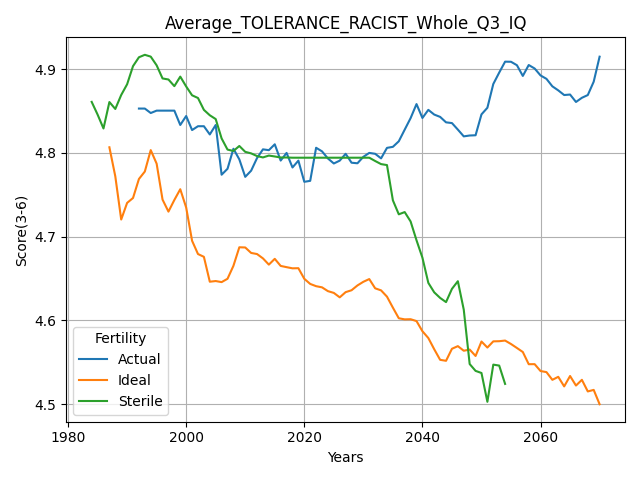 Average_TOLERANCE_RACIST_Whole_Q3_IQ
4.9
4.8
4.7
4.6
4.5
Score(3-6)
Fertility
Actual
Ideal
Sterile
1980 2000 2020 2040 2060
Years